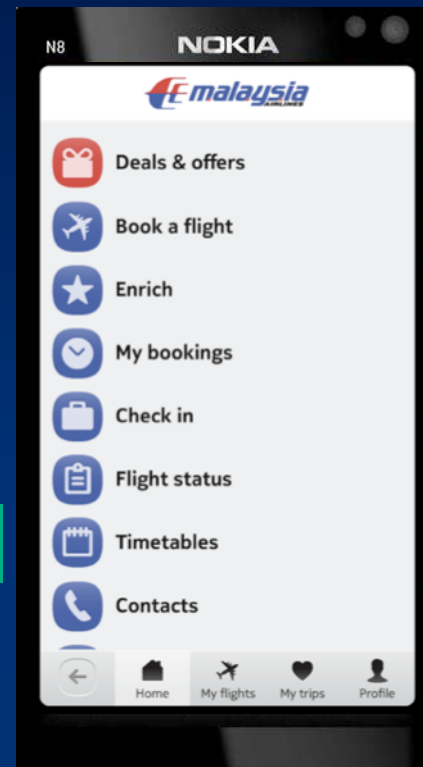 N8
NOKIA
malaysia
AIRLINES
Deals & offers
Book a flight
Enrich
My bookings
Check in
Flight status
Timetables
Contacts
Home My flights My trips Profile